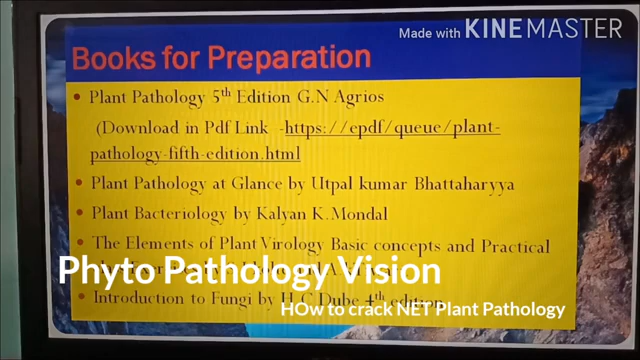 Made with KINEMASTER
Books for Preparation
• Plant Pathology 5th Edition G.N Agrios
(Download in Pdf Link -https://epdf/queue/plant-
pathology-fifth-edition.html
• Plant Pathology at Glance by Utpal kumar Bhattaharyya
• Plant Bacteriology by Kalyan K.Mondal
• The Elements of Plant Virology Basic concepts and Practical
Phyto Pathology Vision
• Introduction to Fungi by H.C Dube 4th edition
HOw to crack NET Plant Pathology